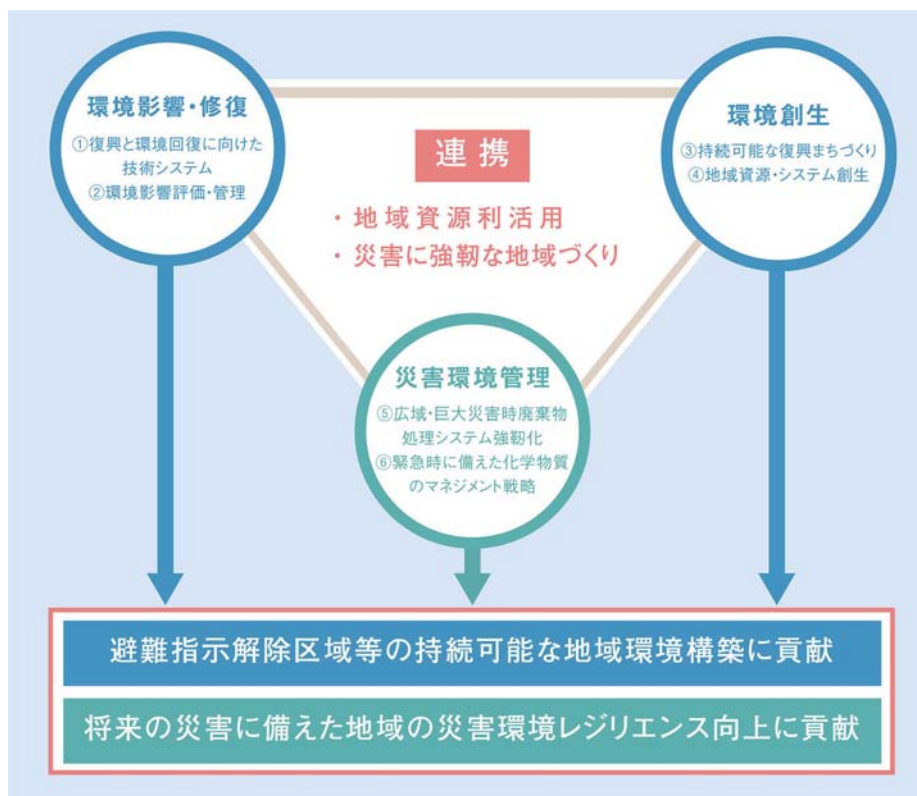 環境影響・修復
①復興と環境回復に向けた
技術システム
②環境影響評価・管理
環境創生
③持続可能な復興まちづくり
④地域資源・システム創生
連携
・地域資源利活用
・災害に強靭な地域づくり
災害環境管理
⑤広域・巨大災害時廃棄物
処理システム強靭化
⑥緊急時に備えた化学物質
のマネジメント戦略
避難指示解除区域等の持続可能な地域環境構築に貢献
将来の災害に備えた地域の災害環境レジリエンス向上に貢献